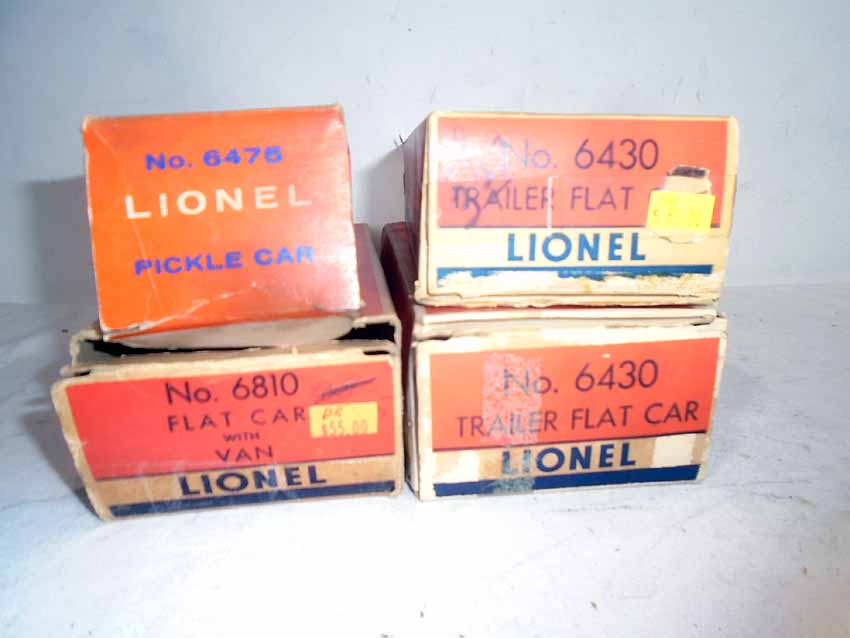 No. 6475
LIONEL
PICKLE CAR
No. 6430
TRAILER FLAT
LIONEL
No. 6810
FLAT CAR
WITH
VAN
$55.00
LIONEL
No. 6430
TRAILER FLAT CAR
LIONEL